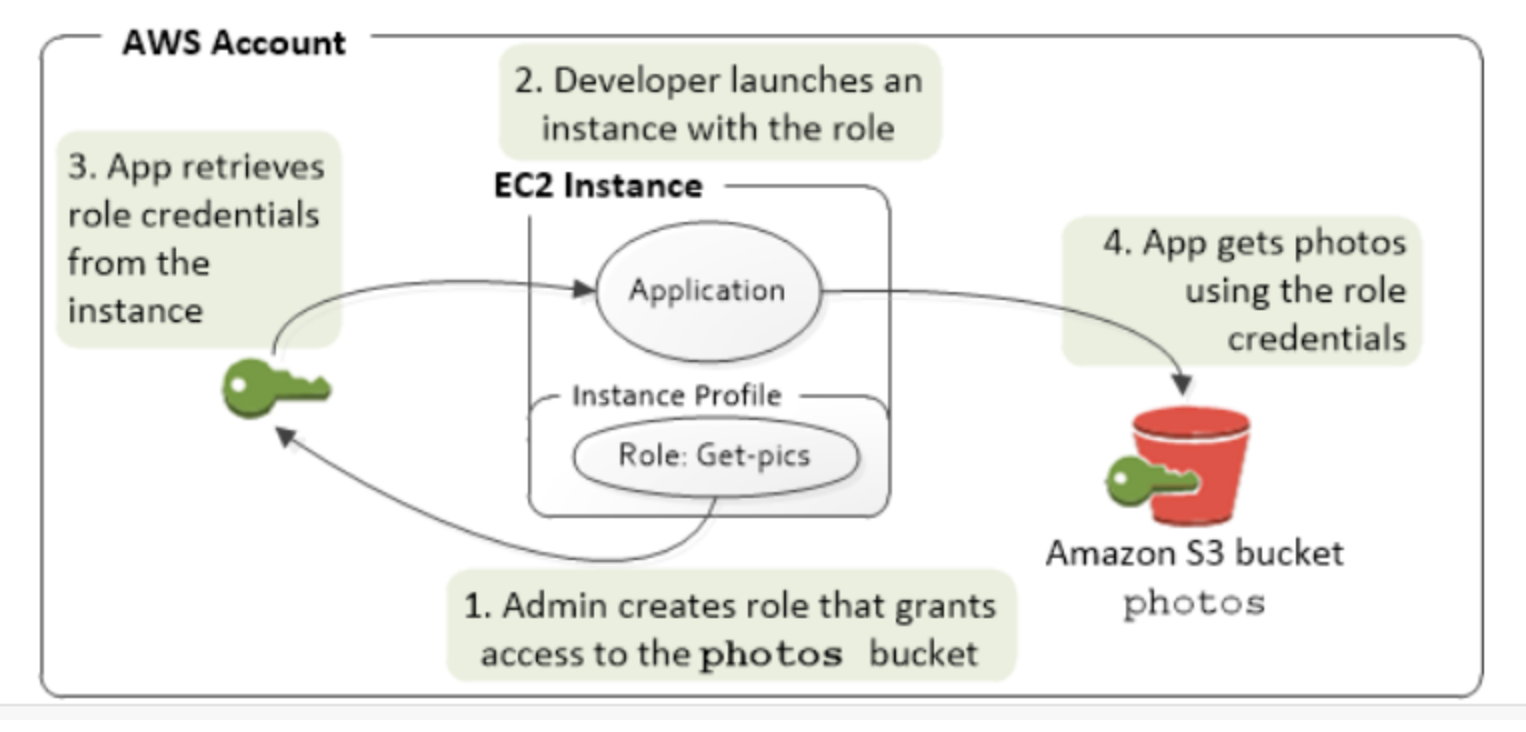 AWS Account
2. Developer launches an
instance with the role
3. App retrieves
role credentials
from the
instance
EC2 Instance
4. App gets photos
using the role
credentials
Application
Instance Profile
Role: Get-pics
Amazon S3 bucket
photos
1. Admin creates role that grants
access to the photos bucket